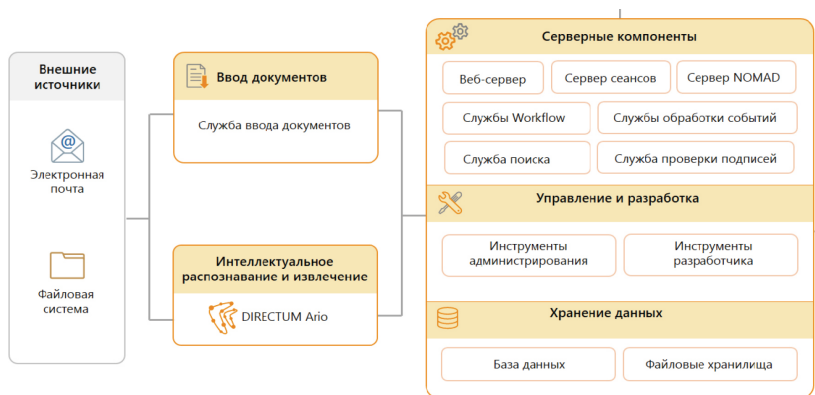 Внешние
источники
@
Электронная
почта
Файловая
система
Ввод документов
Служба ввода документов
Интеллектуальное
распознавание и извлечение
DIRECTUM Ario
Серверные компоненты
Веб-сервер
Сервер сеансов
Сервер NOMAD
Службы Workflow
Службы обработки событий
Служба поиска
Служба проверки подписей
Управление и разработка
Инструменты
администрирования
Инструменты
разработчика
Хранение данных
База данных
Файловые хранилища